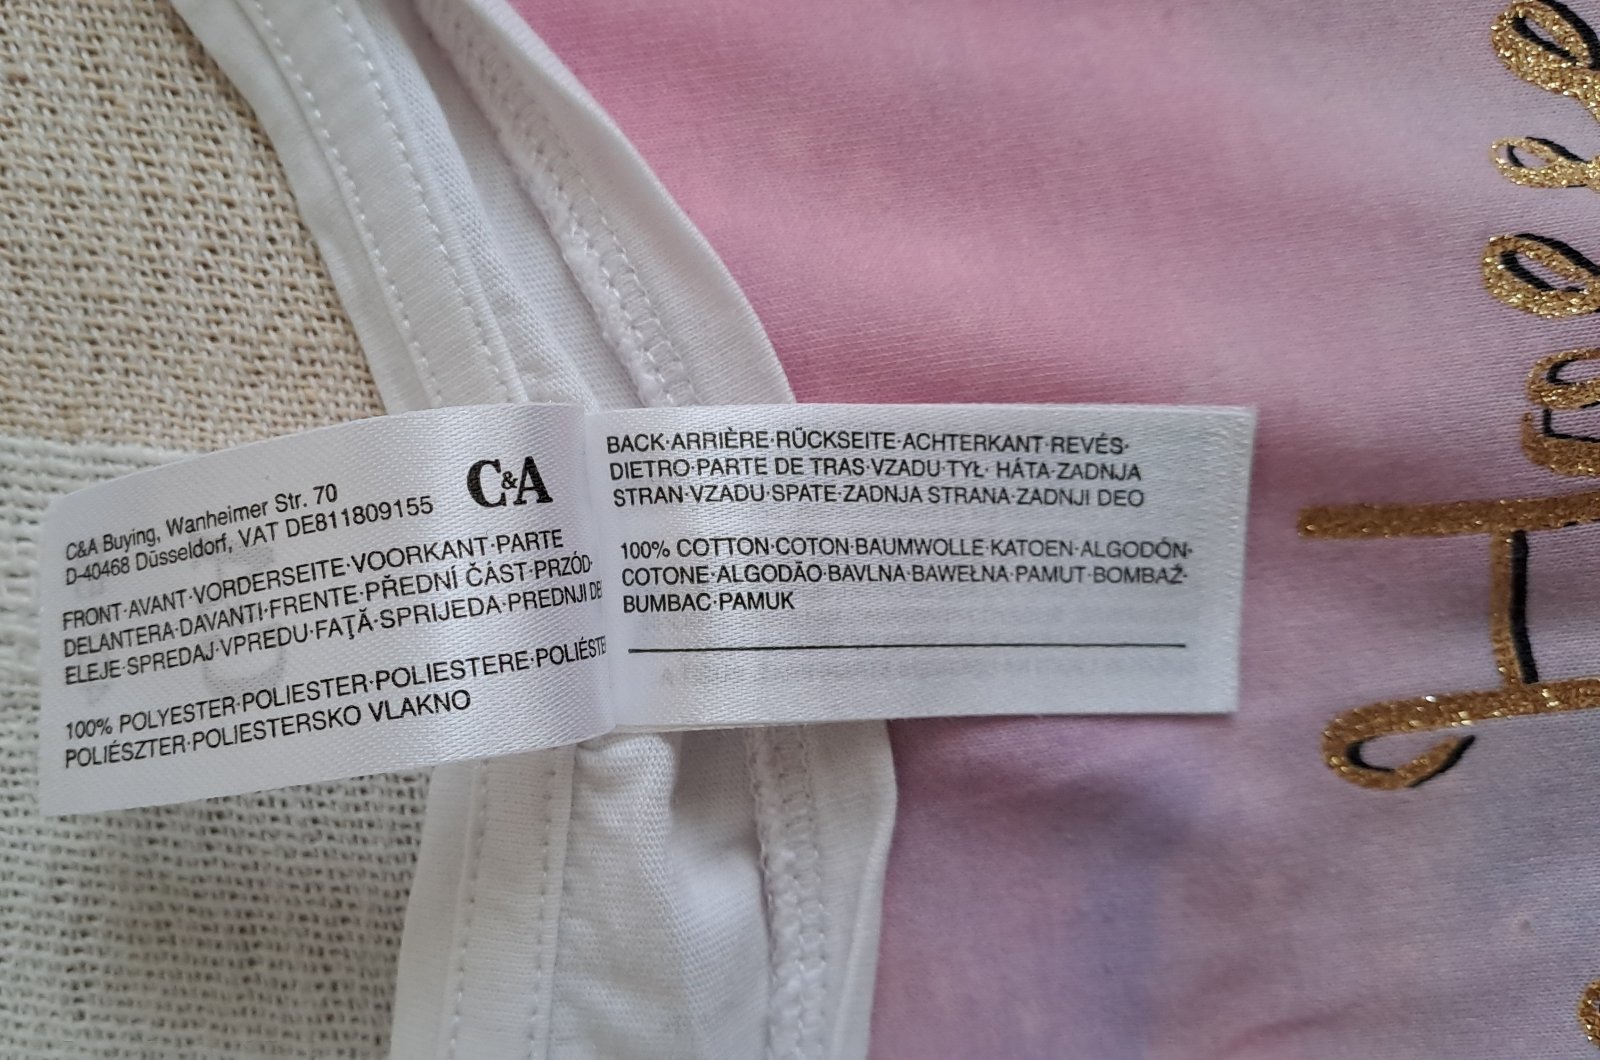 C&A Buying, Wanheimer Str. 70
D-40468 Düsseldorf, VAT DE811809155
C&A
FRONT·AVANT·VORDERSEITE·VOORKANT·PARTE
DELANTERA·DAVANTI·FRENTE·PŘEDNÍ ČÁST·PRZÓD·
ELEJE·SPREDAJ·VPREDU·FAŢĂ·SPRIJEDA·PREDNJI
100% POLYESTER·POLIESTER·POLIESTERE·
POLIÉSZTER·POLIESTERSKO VLAKNO
BACK·ARRIÈRE·RÜCKSEITE·ACHTERKANT·REVÉS·
DIETRO·PARTE DE TRAS·VZADU·TYŁ· HÁTA·ZADNJA
STRAN·VZADU·SPATE·ZADNJA STRANA·ZADNJI DEO
100% COTTON·COTON·BAUMWOLLE·KATOEN·ALGODÓN·
COTONE·ALGODÃO·BAVLNA·BAWEŁNA·PAMUT·BOMBAŽ·
BUMBAC·PAMUK